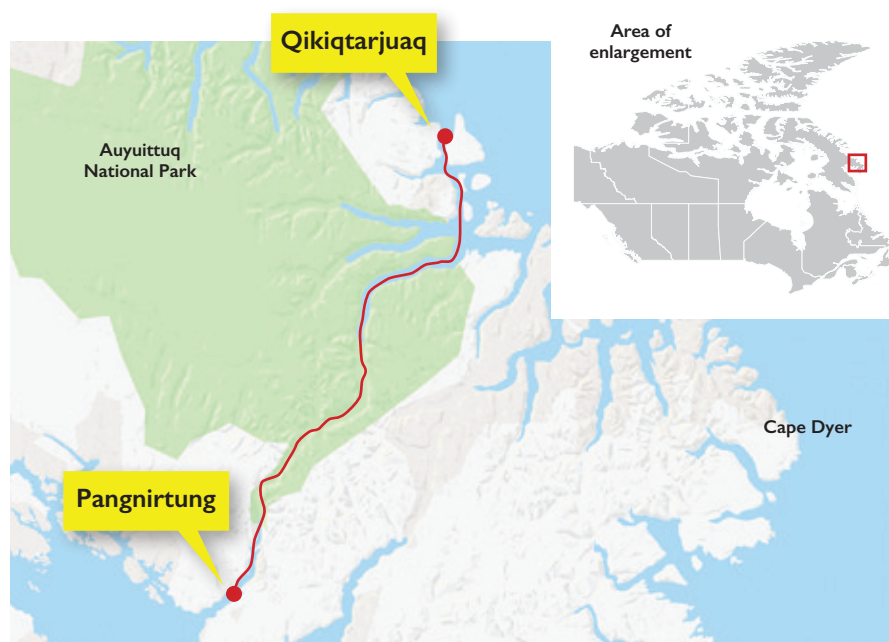 Qikiqtarjuaq
Area of
enlargement
Auyuittuq
National Park
Cape Dyer
Pangnirtung